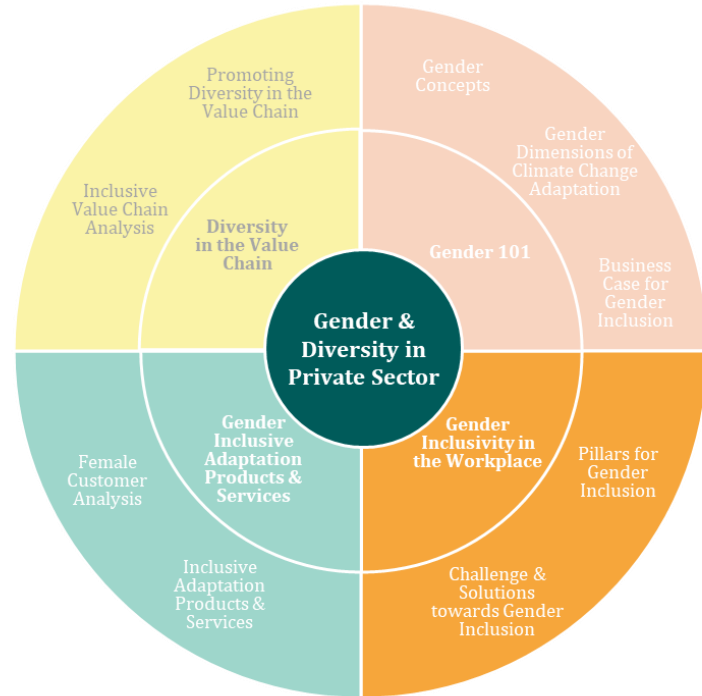 Promoting
Diversity in the
Value Chain
Inclusive
Value Chain
Analysis
Diversity
in the Value
Chain
Gender
Concepts
Gender
Dimensions of
Climate Change
Adaptation
Business
Case for
Gender
Inclusion
Gender 101
Gender &
Diversity in
Private Sector
Gender
Inclusive
Adaptation
Products &
Services
Female
Customer
Analysis
Inclusive
Adaptation
Products &
Services
Gender
Inclusivity in
the Workplace
Pillars for
Gender
Inclusion
Challenge &
Solutions
towards Gender
Inclusion